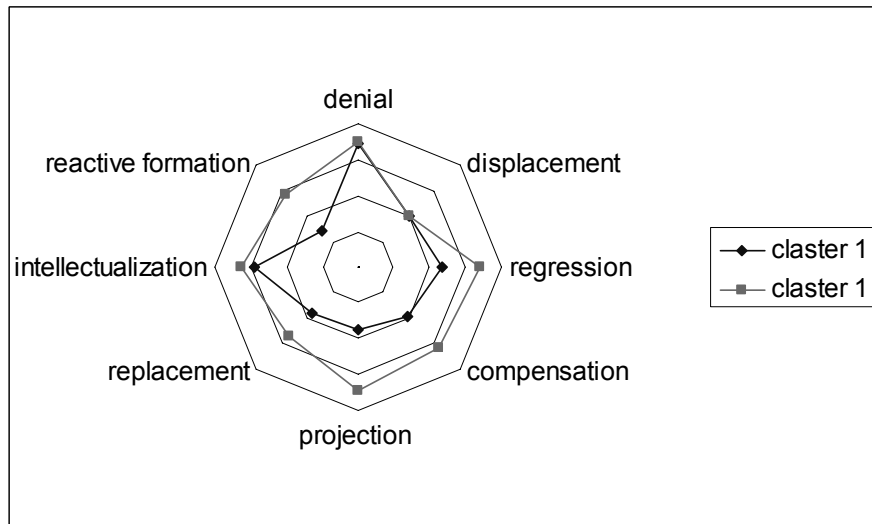 denial
reactive formation
displacement
intellectualization
regression
claster 1
claster 1
replacement
compensation
projection